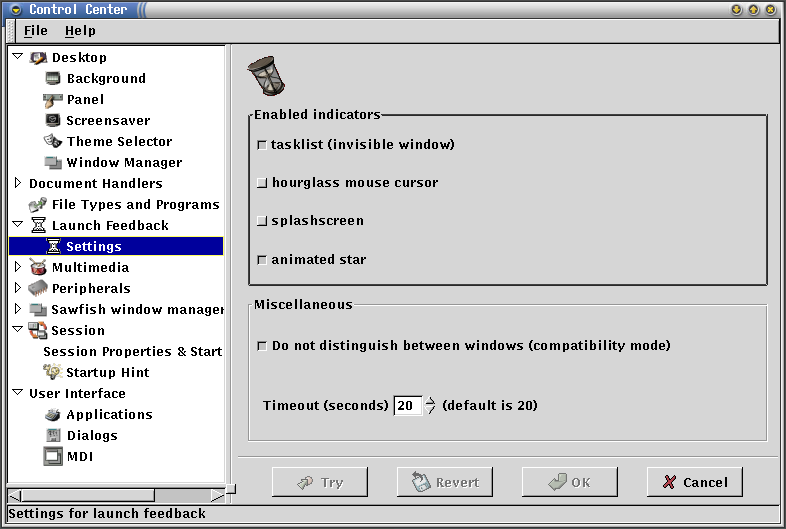 Control Center
File Help
Desktop
Background
Panel
Screensaver
Theme Selector
Window Manager
Document Handlers
File Types and Programs
Launch Feedback
Settings
Multimedia
Peripherals
Sawfish window manager
Session
Session Properties & Start
Startup Hint
User Interface
Applications
Dialogs
MDI
Enabled indicators
tasklist (invisible window)
hourglass mouse cursor
splashscreen
animated star
Miscellaneous
Do not distinguish between windows (compatibility mode)
Timeout (seconds) 20 (default is 20)
Try Revert OK Cancel
Settings for launch feedback